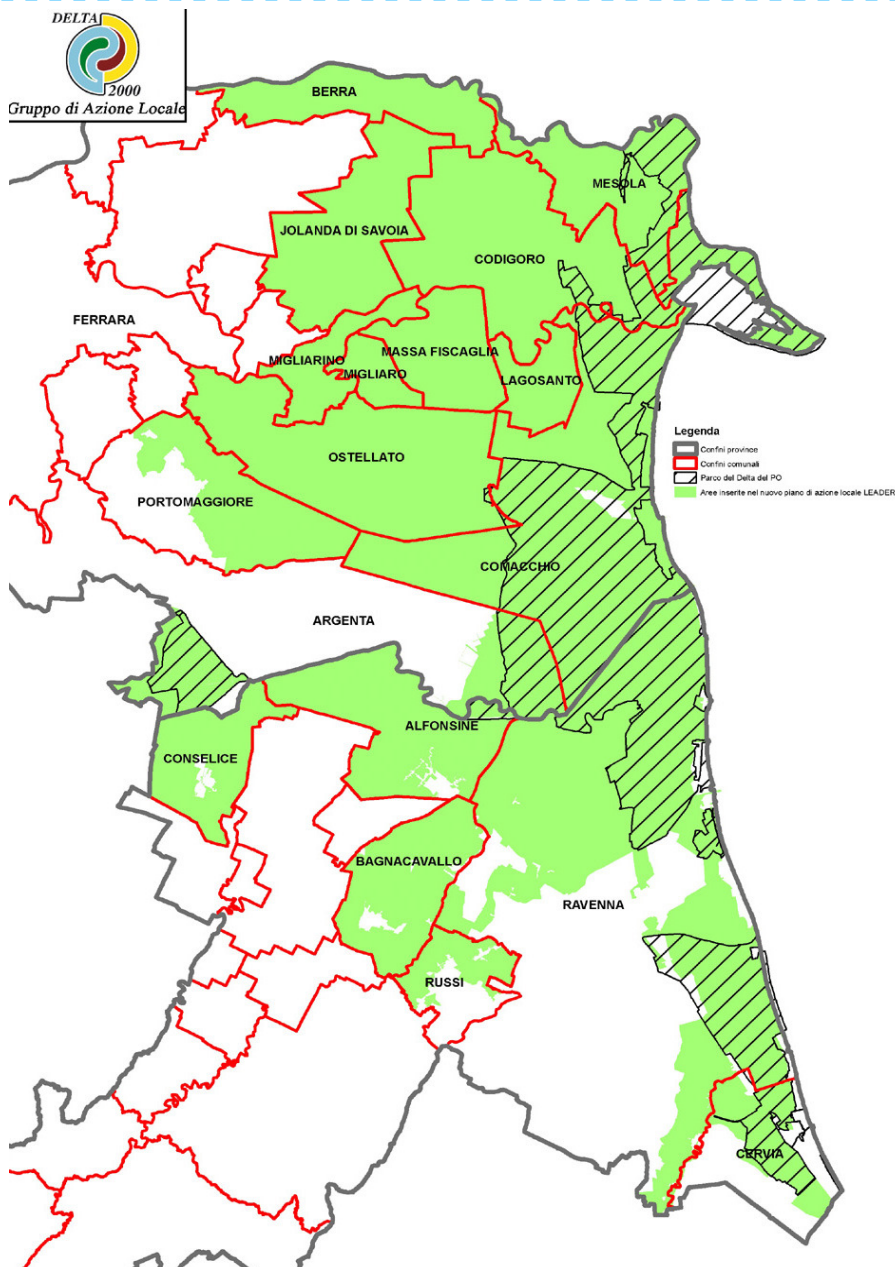 DELTA
2000
Gruppo di Azione Locale
BERRA
MESOLA
JOLANDA DI SAVOIA
CODIGORO
FERRARA
MIGLIARINO
MASSA FISCAGLIA
MIGLIARO
LAGOSANTO
Legenda
Confini province
Confini comunali
Parco del Delta del PO
Aree inserite nel nuovo piano di azione locale LEADER
OSTELLATO
PORTOMAGGIORE
COMACCHIO
ARGENTA
ALFONSINE
CONSELICE
BAGNACAVALLO
RAVENNA
RUSSI
CERVIA